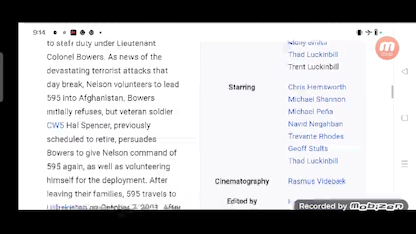 9:14
to staff duty under Lieutenant
Colonel Bowers. As news of the
devastating terrorist attacks that
day break, Nelson volunteers to lead
595 into Afghanistan. Bowers
initially refuses, but veteran soldier
CWS Hal Spencer, previously
scheduled to retire, persuades
Bowers to give Nelson command of
595 again, as well as volunteering
himself for the deployment. After
leaving their families, 595 travels to
Uzbekistan on October 7, 2001. After
Molly Smith
Thad Luckinbill
Trent Luckinbill
Starring
Chris Hemsworth
Michael Shannon
Michael Peña
Navid Negahban
Trevante Rhodes
Geoff Stults
Thad Luckinbill
Cinematography
Rasmus Videbæk
Edited by
Recorded by
mobizen